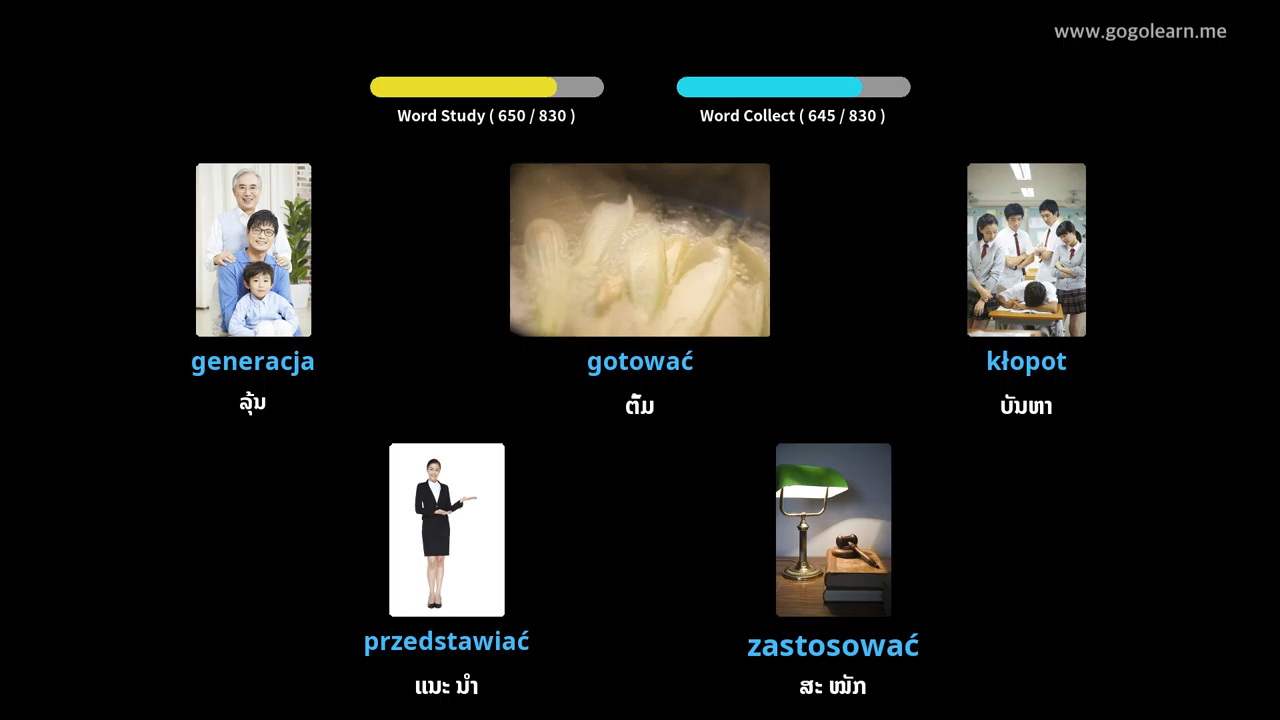 www.gogolearn.me
Word Study ( 650 / 830 )
Word Collect ( 645 / 830 )
generacja
ລຸ້ນ
gotować
ຕົ້ມ
kłopot
ບັນຫາ
przedstawiać
ແນະ ນຳ
zastosować
ສະ ໝັກ